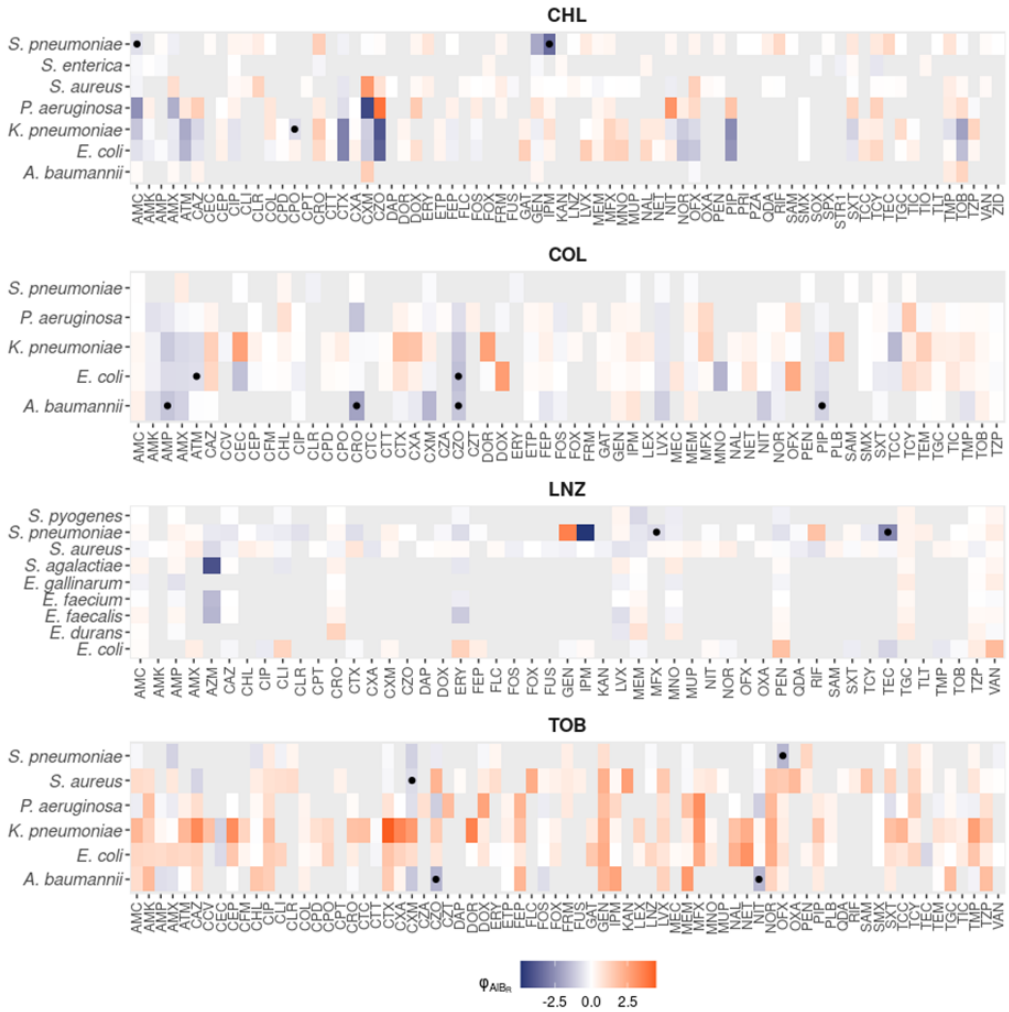 CHL
S. pneumoniae
S. enterica
S. aureus
P. aeruginosa
K. pneumoniae
E. coli
A. baumannii
AMC AMK AMP AMX ATM CAZ CEC CEP CIP CLI CLR COL CPD CPO CPT CRO CTT CTX CXA CXM CZO DAP DOR DOX ERY ETP FEP FLC FOS FOX FRM FUS GAT GEN IPM KAN LNZ LVX MEM MFX MNO MUP NAL NET NIT NOR OFX OXA PEN PIP PRI PZA QDA RIF SAM SMX SOX STR1 SXT TCC TCY TEC TGC TIC TIO TLT TMP TOB TZP VAN ZID
COL
S. pneumoniae
P. aeruginosa
K. pneumoniae
E. coli
A. baumannii
AMC AMK AMP AMX ATM CAZ CCV CEC CEP CFM CHL CIP CLR CPD CPO CRO CTC CTT CTX CXA CXM CZA CZO CZT DOR DOX ERY ETP FEP FOS FOX FRM GAT GEN IPM LEX LVX MEC MEM MFX MNO NAL NET NIT NOR OFX PEN PIP PLB SAM SMX SXT TCC TCY TEM TGC TIC TMP TOB TZP
LNZ
S. pyogenes
S. pneumoniae
S. aureus
S. agalactiae
E. gallinarum
E. faecium
E. faecalis
E. durans
E. coli
AMC AMK AMP AMX AZM CAZ CHL CIP CLI CLR CPT CRO CTX CXA CXM CZO DAP DOX ERY FEP FLC FOS FOX FUS GEN IPM KAN LVX MEM MFX MNO MUP NIT NOR OFX OXA PEN QDA RIF SAM SXT TCY TEC TGC TLT TMP TOB TZP VAN
TOB
S. pneumoniae
S. aureus
P. aeruginosa
K. pneumoniae
E. coli
A. baumannii
AMC AMK AMP AMX ATM CAZ CCV CEC CEP CFM CHL CIP CLI CLR COL CPD CPO CPT CRO CTC CTT CTX CXA CXM CZA CZO CZT DAP DOR DOX ERY ETP FEP FLC FOS FOX FRM FUS GAT GEN IPM KAN LEX LNZ LVX MEC MEM MFX MNO MUP NAL NET NIT NOR OFX OXA PEN PIP PLB QDA RIF SAM SMX SXT TCC TCY TEC TEM TGC TIC TMP TZP VAN
φAIBR
-2.5 0.0 2.5